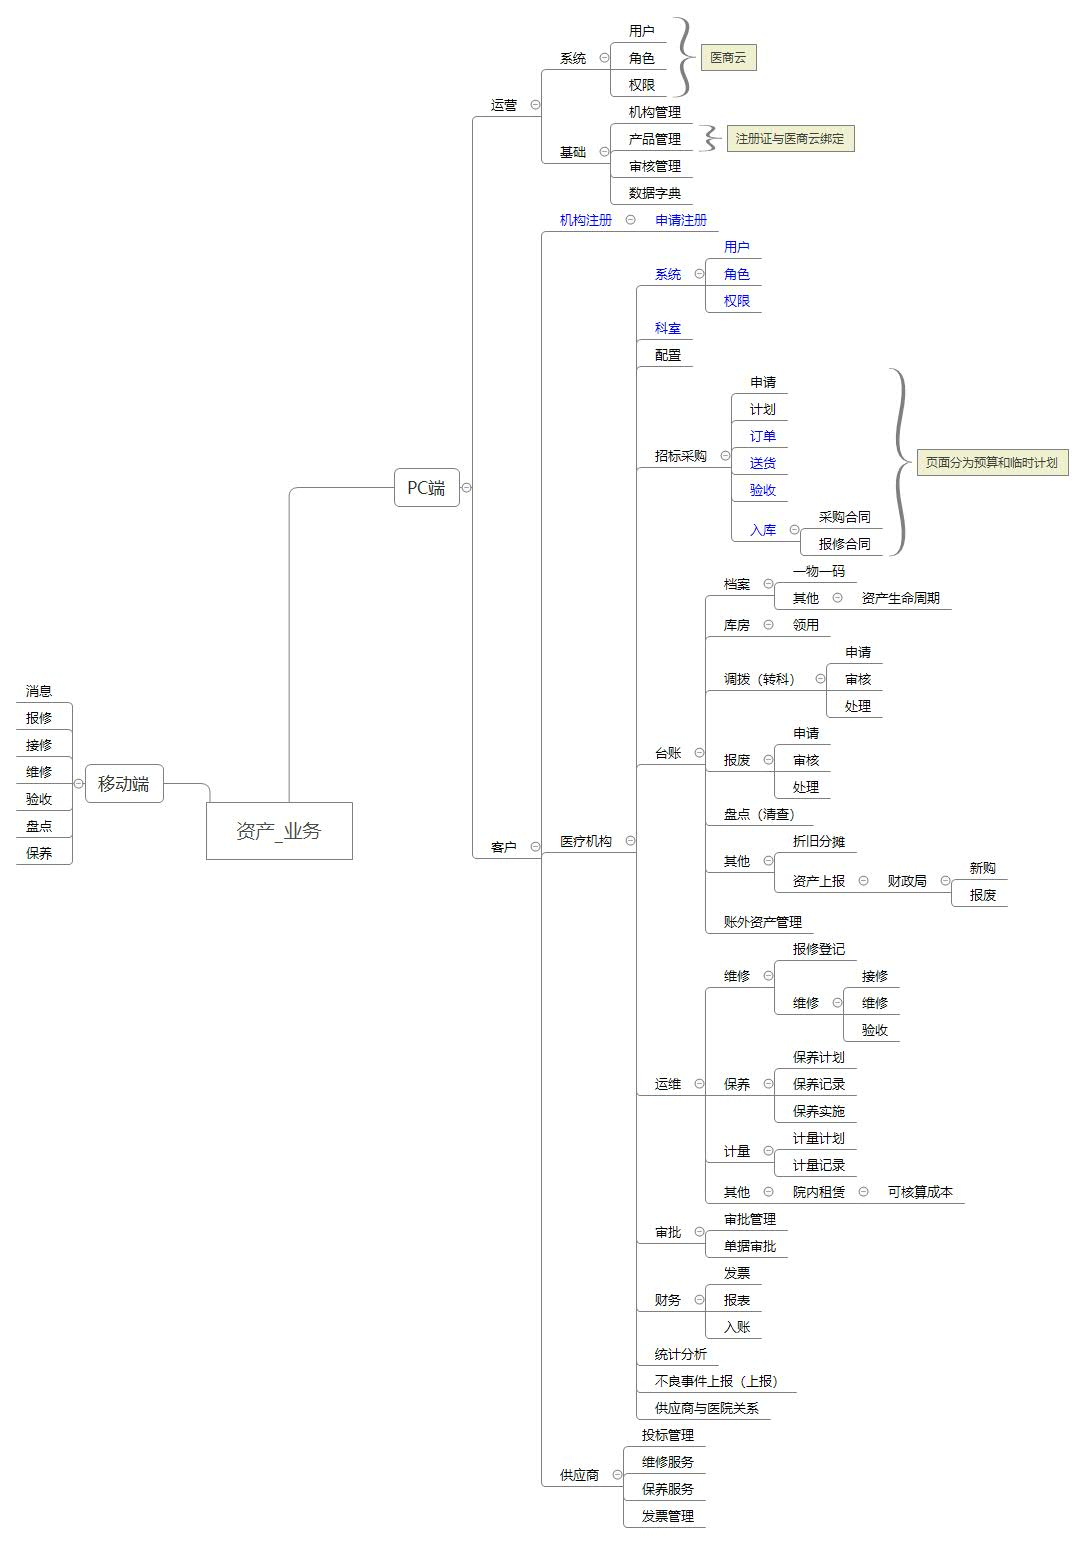 用户
系统
角色
医商云
权限
运营
机构管理
产品管理
注册证与医商云绑定
基础
审核管理
数据字典
机构注册
申请注册
用户
系统
角色
权限
科室
配置
申请
计划
订单
招标采购
送货
页面分为预算和临时计划
验收
PC端
采购合同
入库
报修合同
一物一码
档案
其他
资产生命周期
库房
领用
申请
调拨（转科）
审核
处理
申请
台账
报废
审核
处理
盘点（清查）
折旧分摊
其他
资产上报
财政局
新购
报废
账外资产管理
消息
报修
接修
维修
移动端
验收
盘点
保养
资产_业务
客户
医疗机构
报修登记
维修
接修
维修
维修
验收
保养计划
运维
保养
保养记录
保养实施
计量计划
计量
计量记录
其他
院内租赁
可核算成本
审批管理
审批
单据审批
发票
财务
报表
入账
统计分析
不良事件上报（上报）
供应商与医院关系
投标管理
维修服务
供应商
保养服务
发票管理